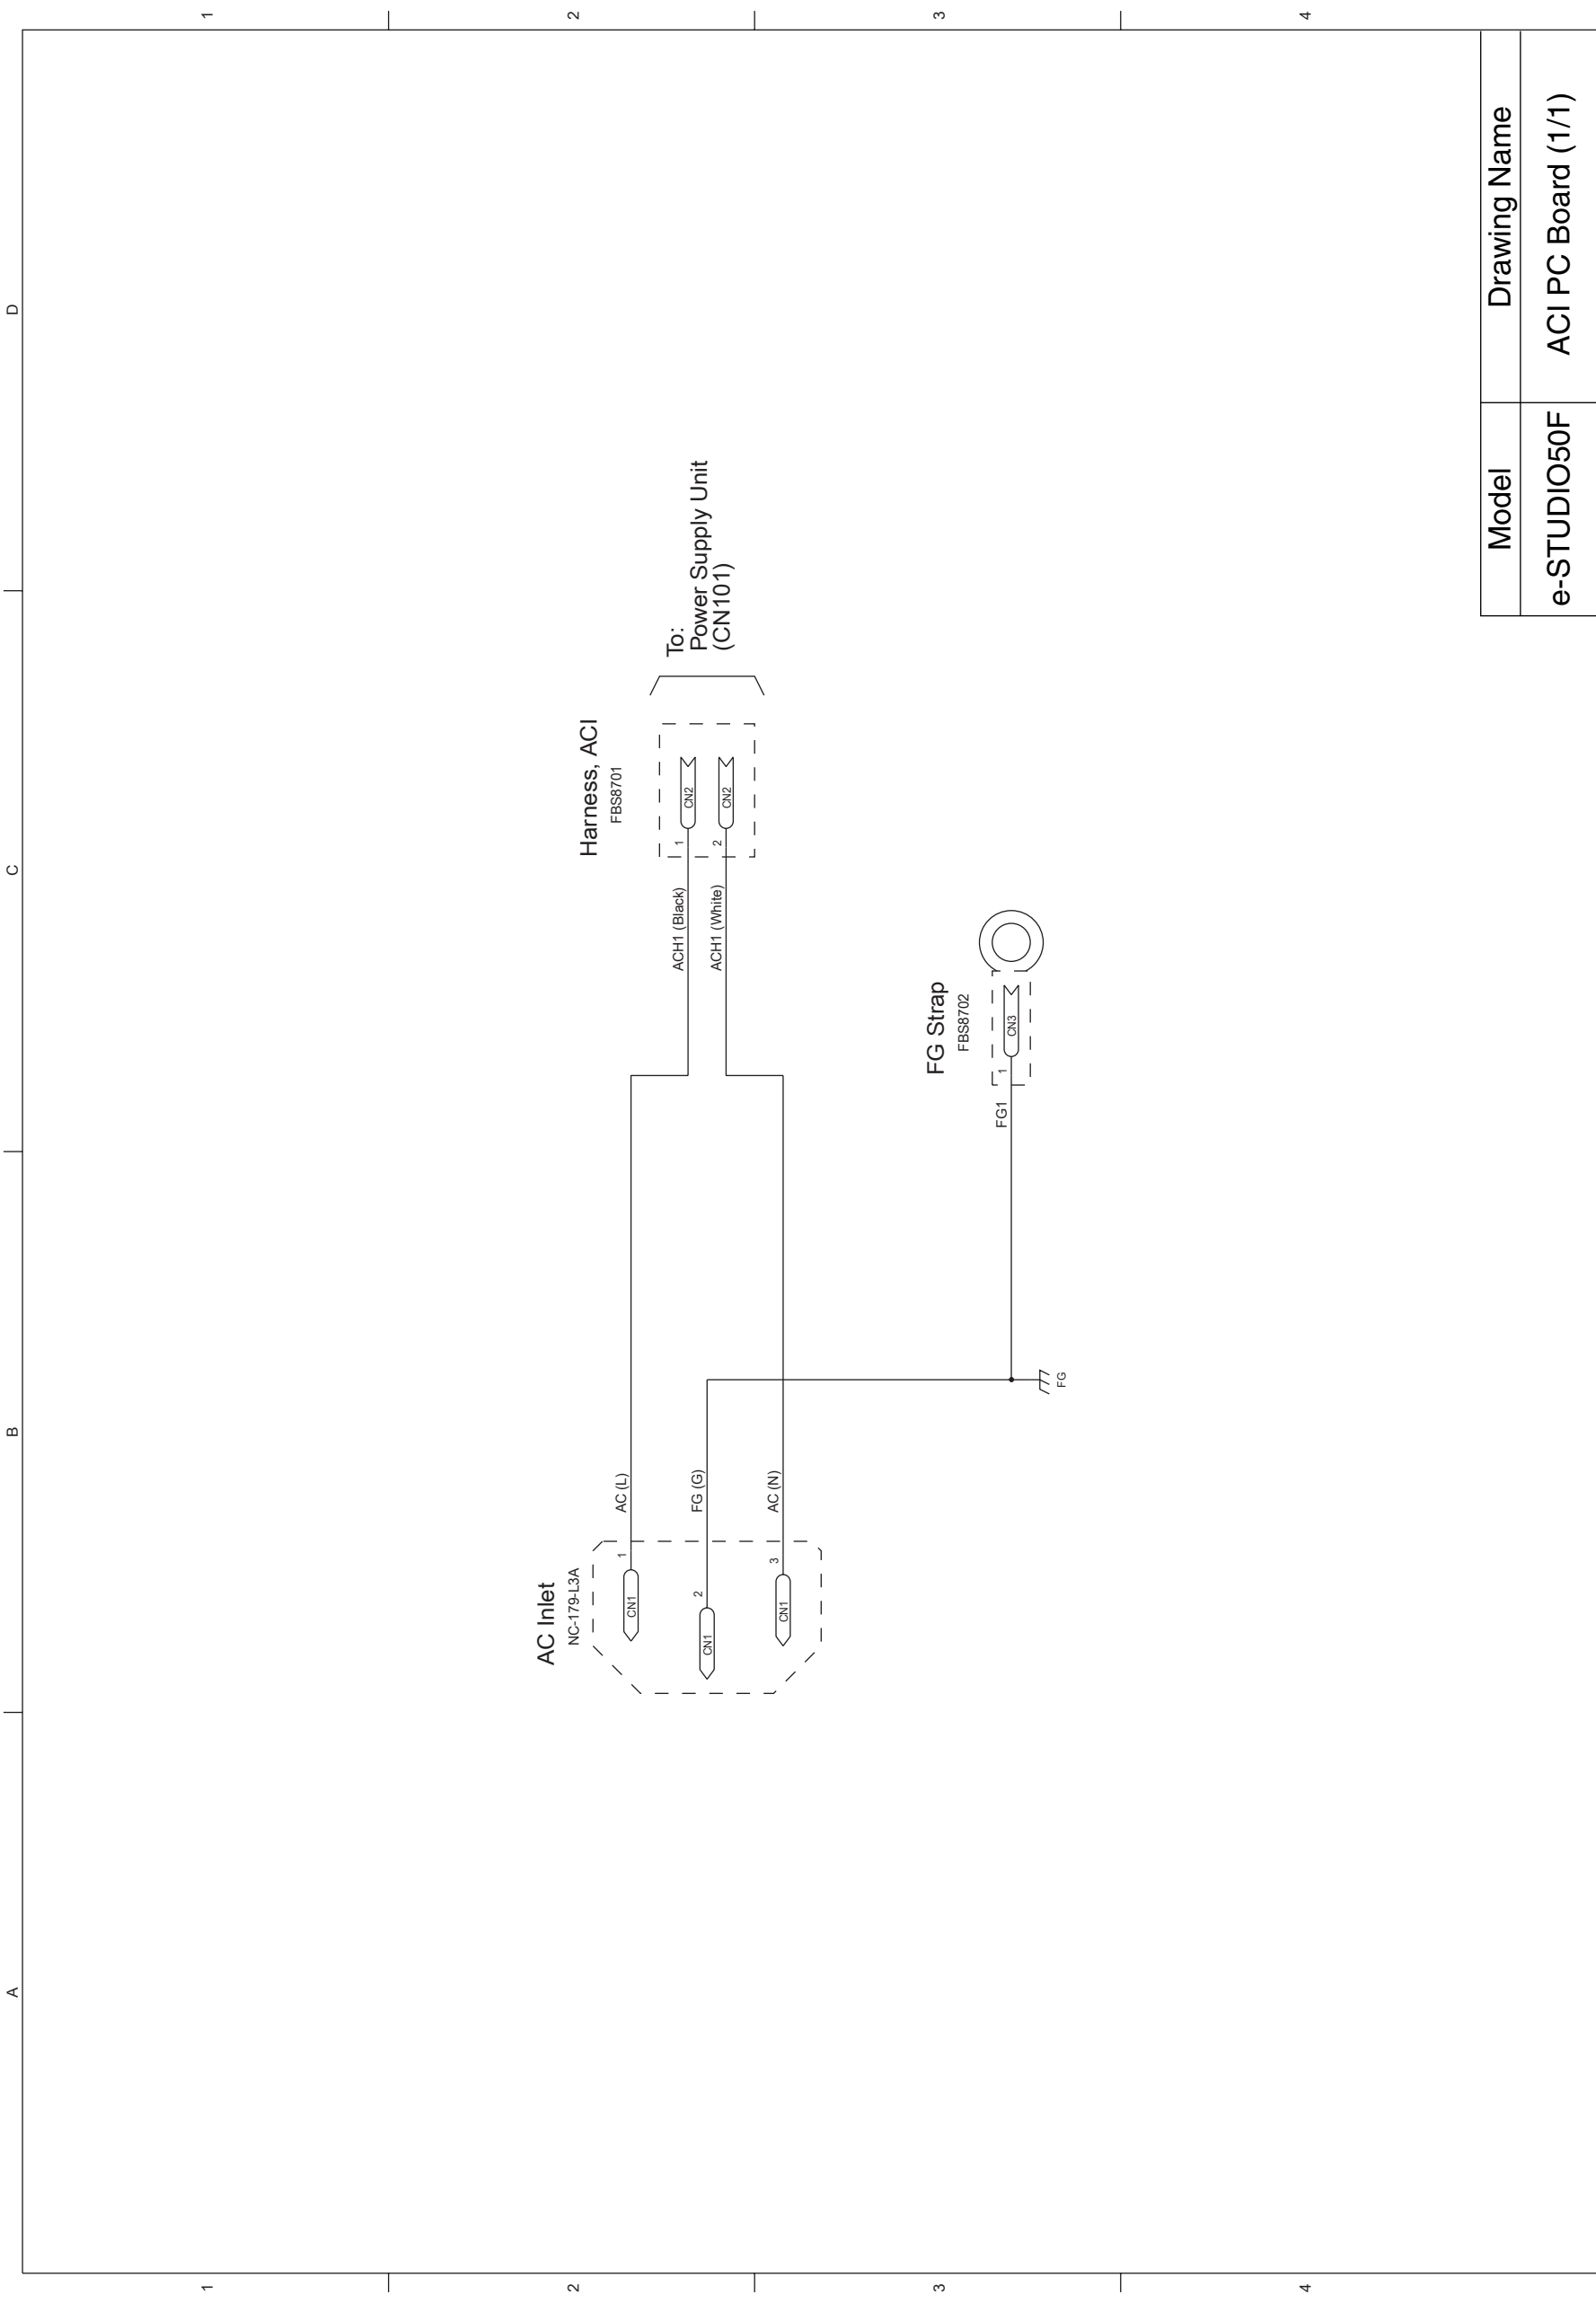 A
B
C
D
1
1
2
2
3
3
4
4
AC Inlet
NC-179-L3A
CN1
1
AC (L)
CN1
2
FG (G)
CN1
3
AC (N)
Harness, ACI
FBS8701
ACH1 (Black)
1
CN2
ACH1 (White)
2
CN2
To:
Power Supply Unit
(CN101)
FG Strap
FBS8702
FG1
1
CN3
FG
Model
Drawing Name
e-STUDIO50F
ACI PC Board (1/1)